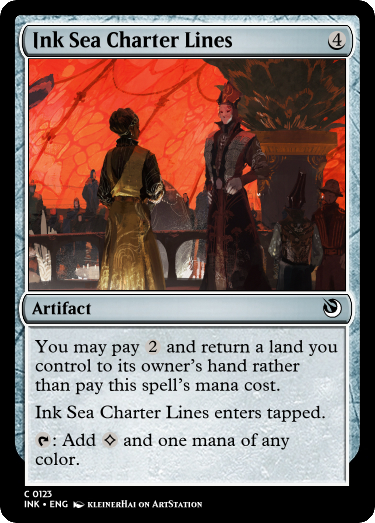 Ink Sea Charter Lines 4
Artifact
You may pay 2 and return a land you
control to its owner's hand rather
than pay this spell's mana cost.
Ink Sea Charter Lines enters tapped.
: Add and one mana of any
color.
C 0123
INK • ENG KLEINERHAI ON ARTSTATION